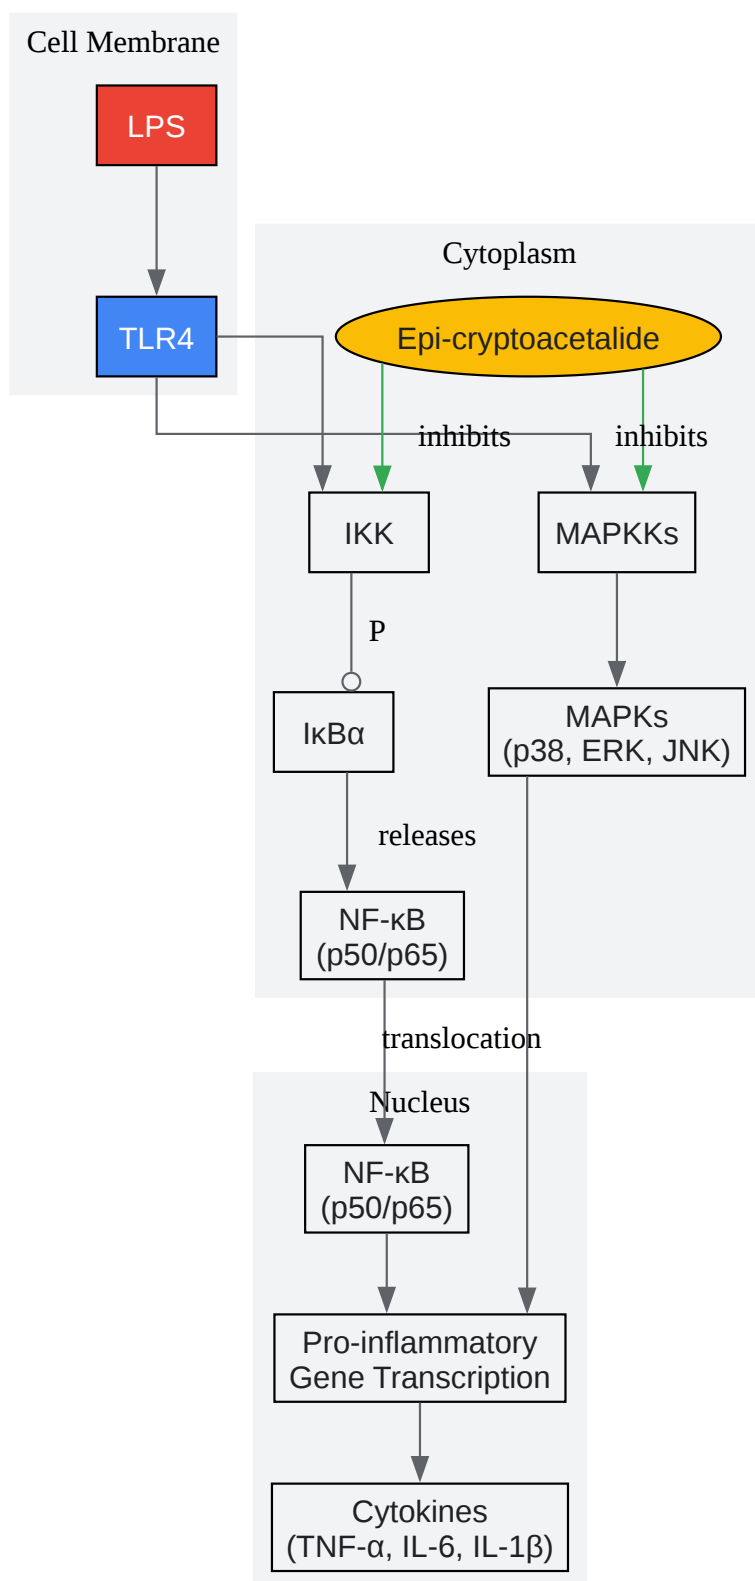 Cell Membrane
LPS
TLR4
Cytoplasm
Epi-cryptoacetalide
inhibits
inhibits
IKK
MAPKKs
P
IκBα
MAPKs
(p38, ERK, JNK)
releases
NF-κB
(p50/p65)
translocation
Nucleus
NF-κB
(p50/p65)
Pro-inflammatory
Gene Transcription
Cytokines
(TNF-α, IL-6, IL-1β)